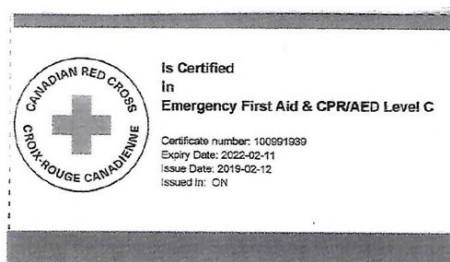 CANADIAN RED CROSS
CROIX-ROUGE CANADIENNE
Is Certified
in
Emergency First Aid & CPR/AED Level C
Certificate number: 100991939
Expiry Date: 2022-02-11
Issue Date: 2019-02-12
Issued In: ON